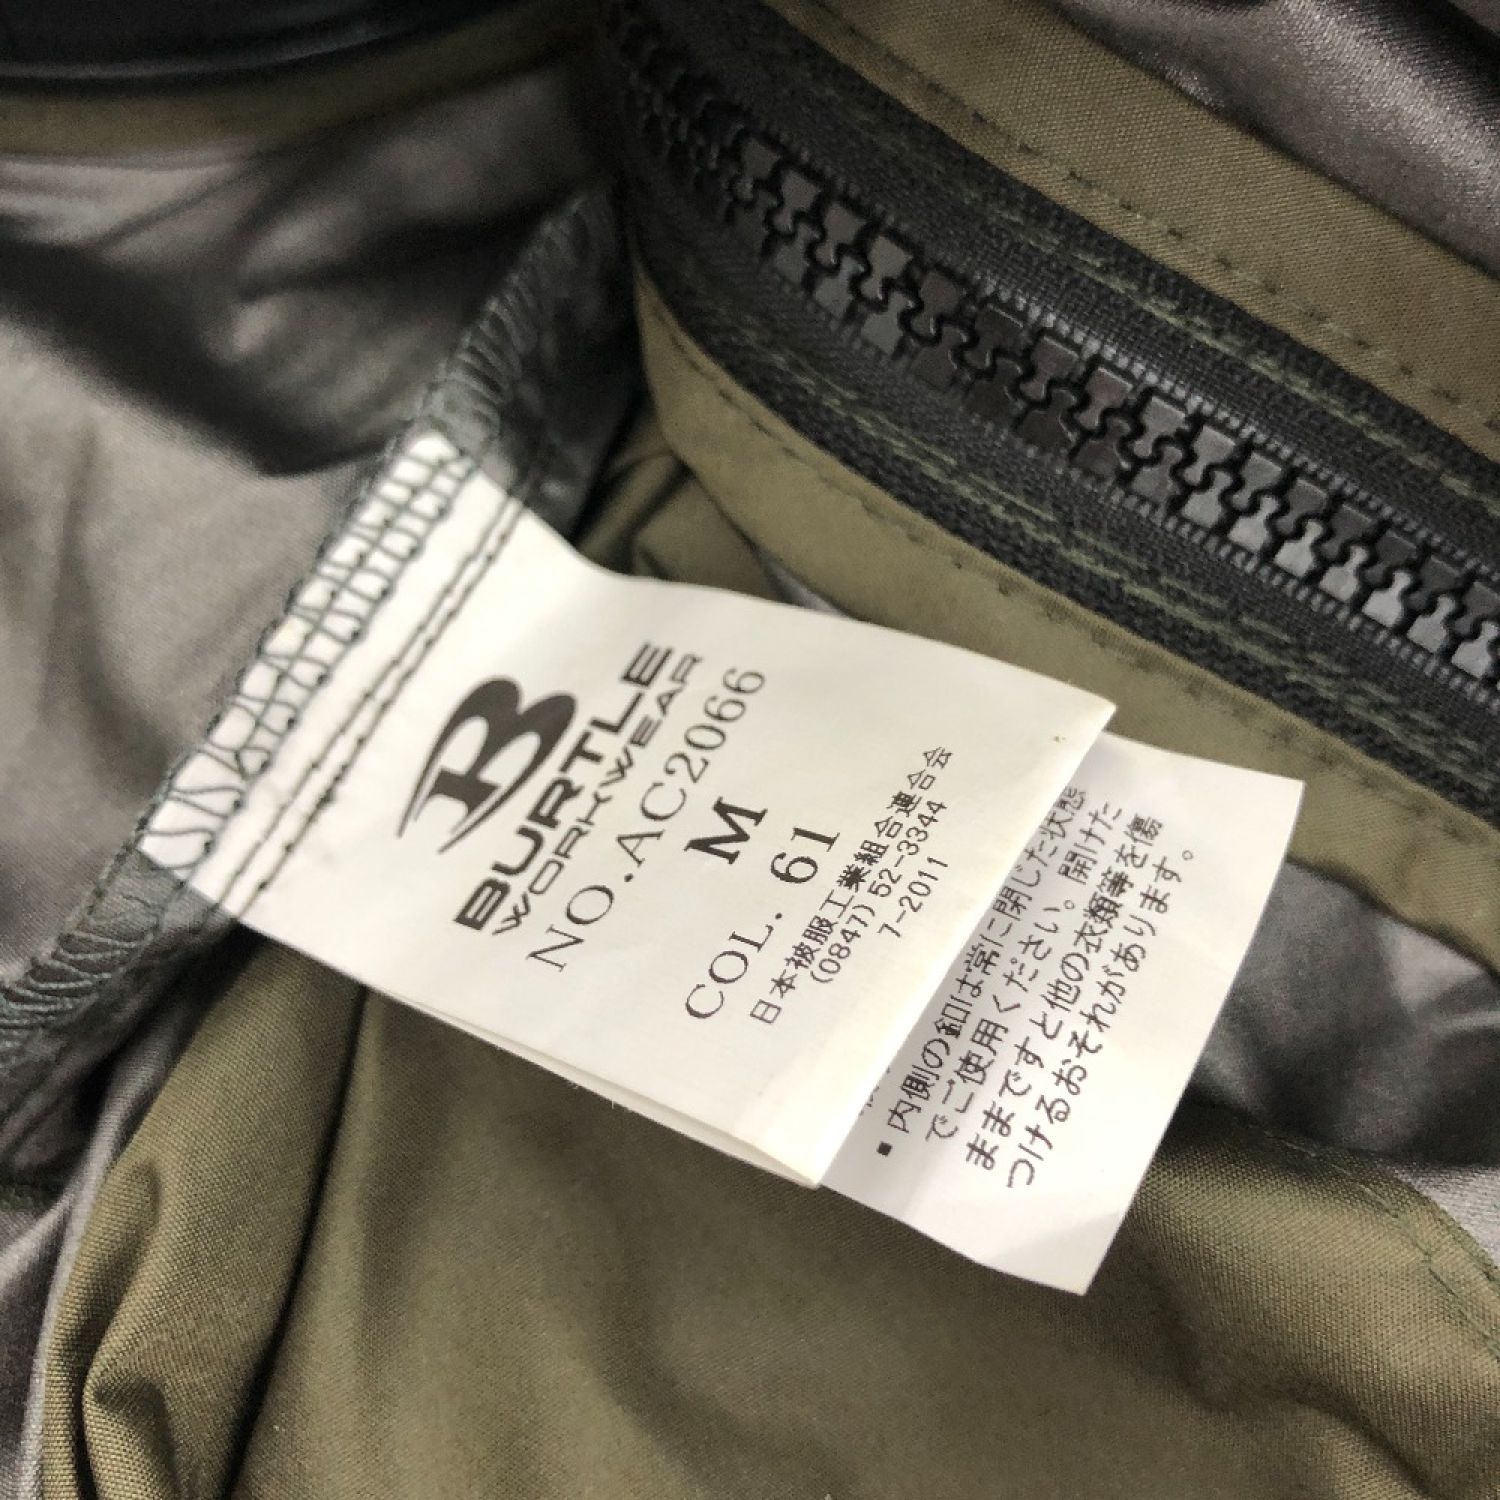 B
BURTLE
WORKWEAR
NO.AC2066
M
COL. 61
日本被服工業組合連合会
(0847) 52-3344
7-2011
■ 内側の釦は常に閉じた状態
でご使用ください。開けた
ままですと他の衣類等を傷
つけるおそれがあります。